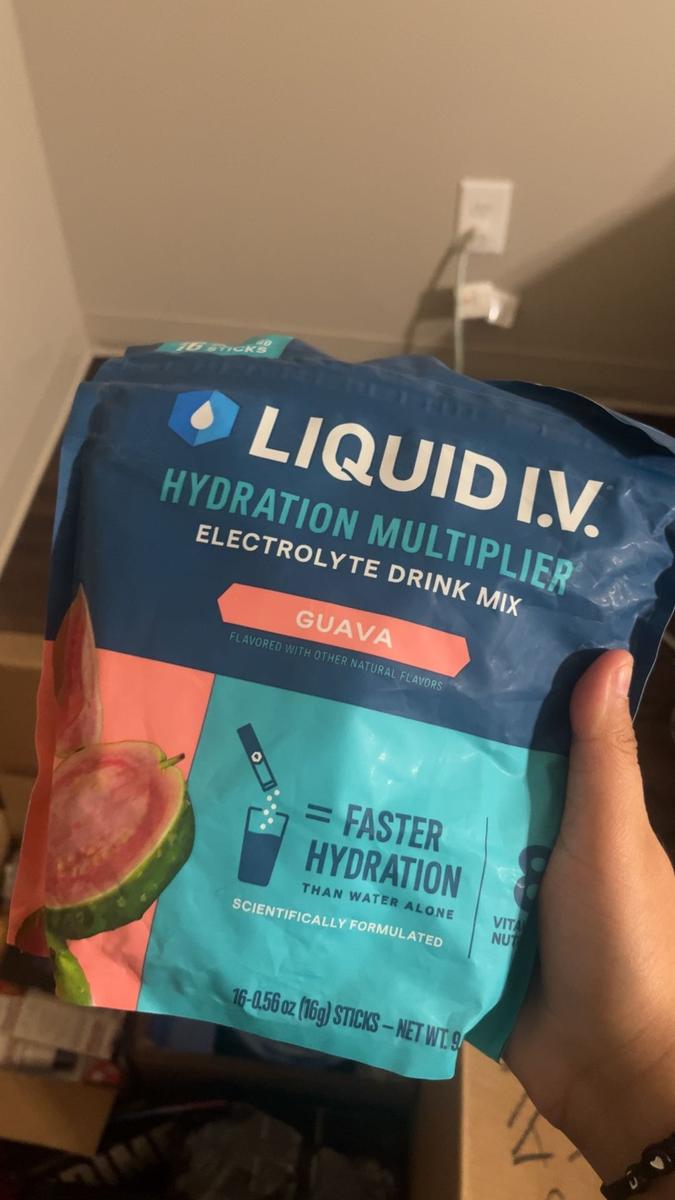 16 STICKS
LIQUID I.V.
HYDRATION MULTIPLIER
ELECTROLYTE DRINK MIX
GUAVA
FLAVORED WITH OTHER NATURAL FLAVORS
= FASTER
HYDRATION
THAN WATER ALONE
SCIENTIFICALLY FORMULATED
8
16-0.56 oz (16g) STICKS – NET WT. 9